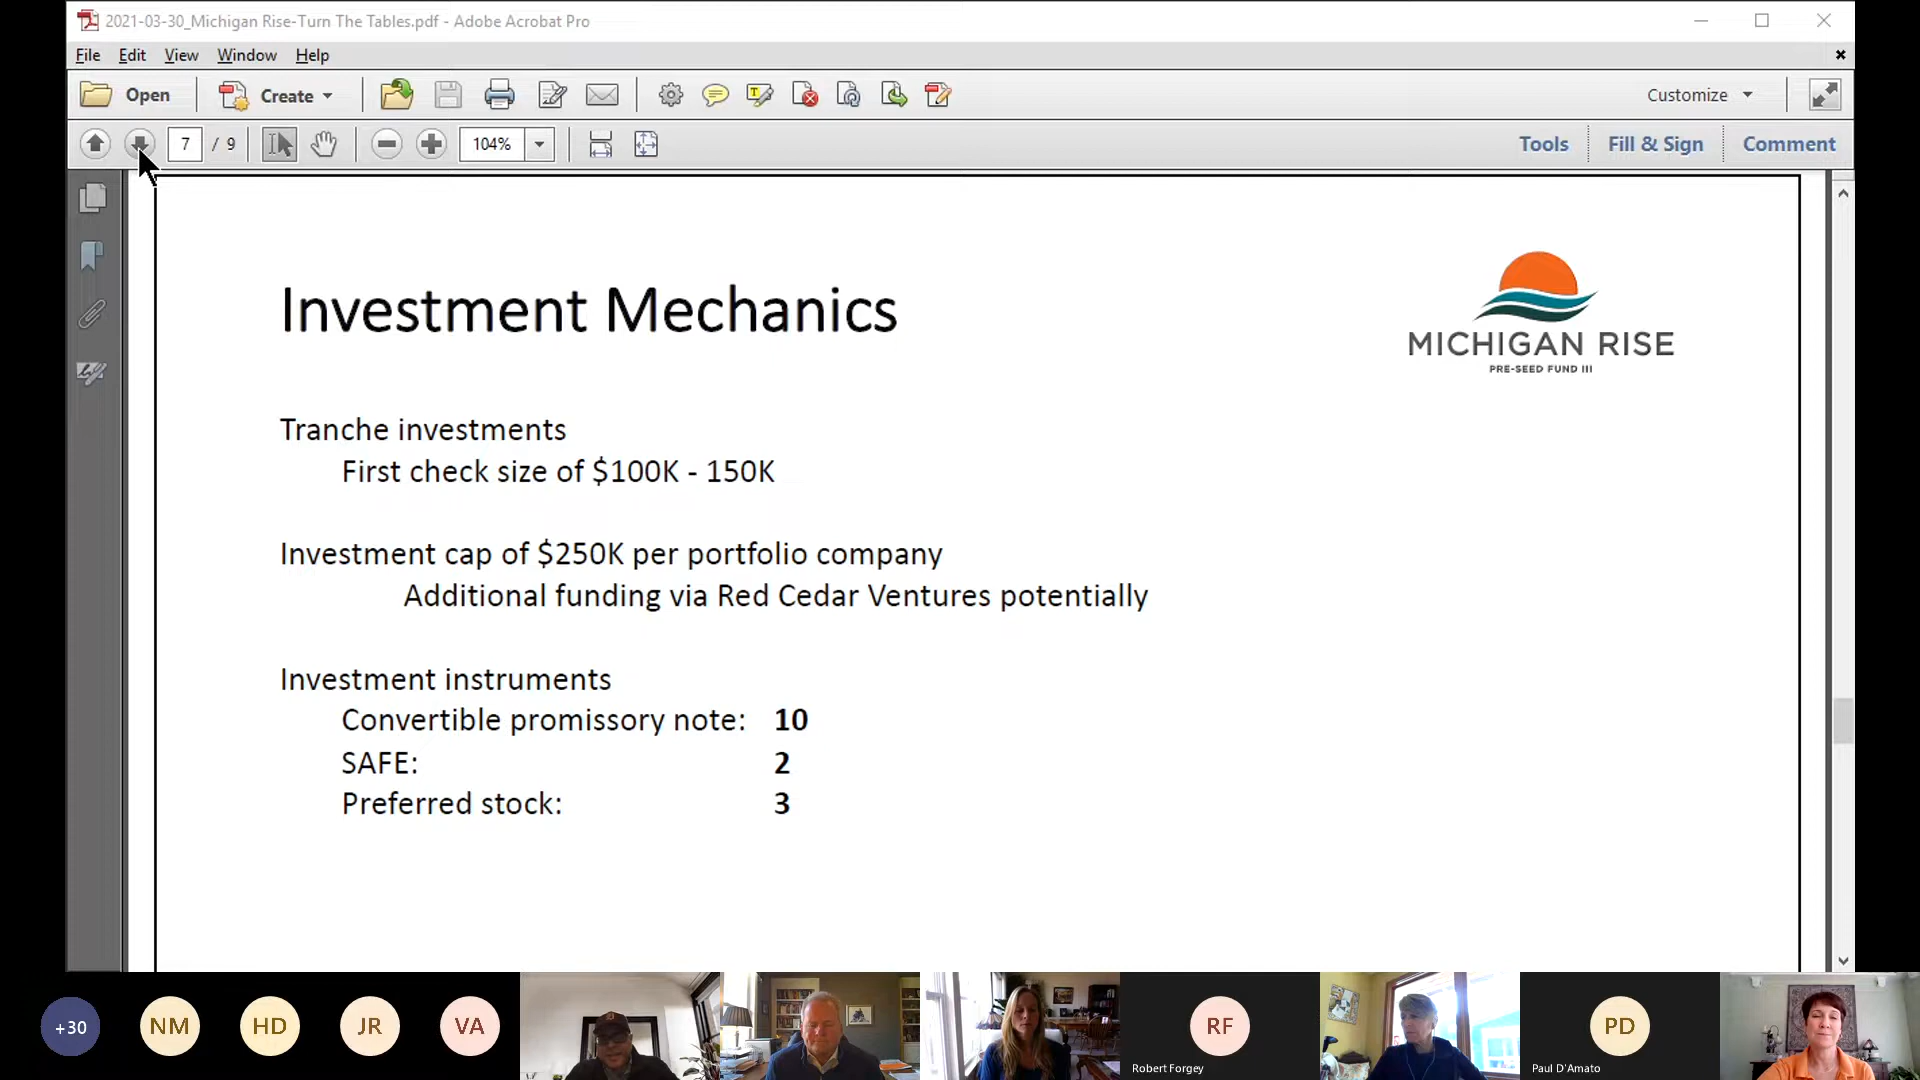 2021-03-30_Michigan Rise-Turn The Tables.pdf - Adobe Acrobat Pro
File Edit View Window Help
Open Create Customize
7 / 9 104% Tools Fill & Sign Comment
Investment Mechanics
MICHIGAN RISE
PRE-SEED FUND III
Tranche investments
First check size of $100K - 150K
Investment cap of $250K per portfolio company
Additional funding via Red Cedar Ventures potentially
Investment instruments
Convertible promissory note: 10
SAFE: 2
Preferred stock: 3
+30 NM HD JR VA RF PD
Robert Forgey Paul D'Amato